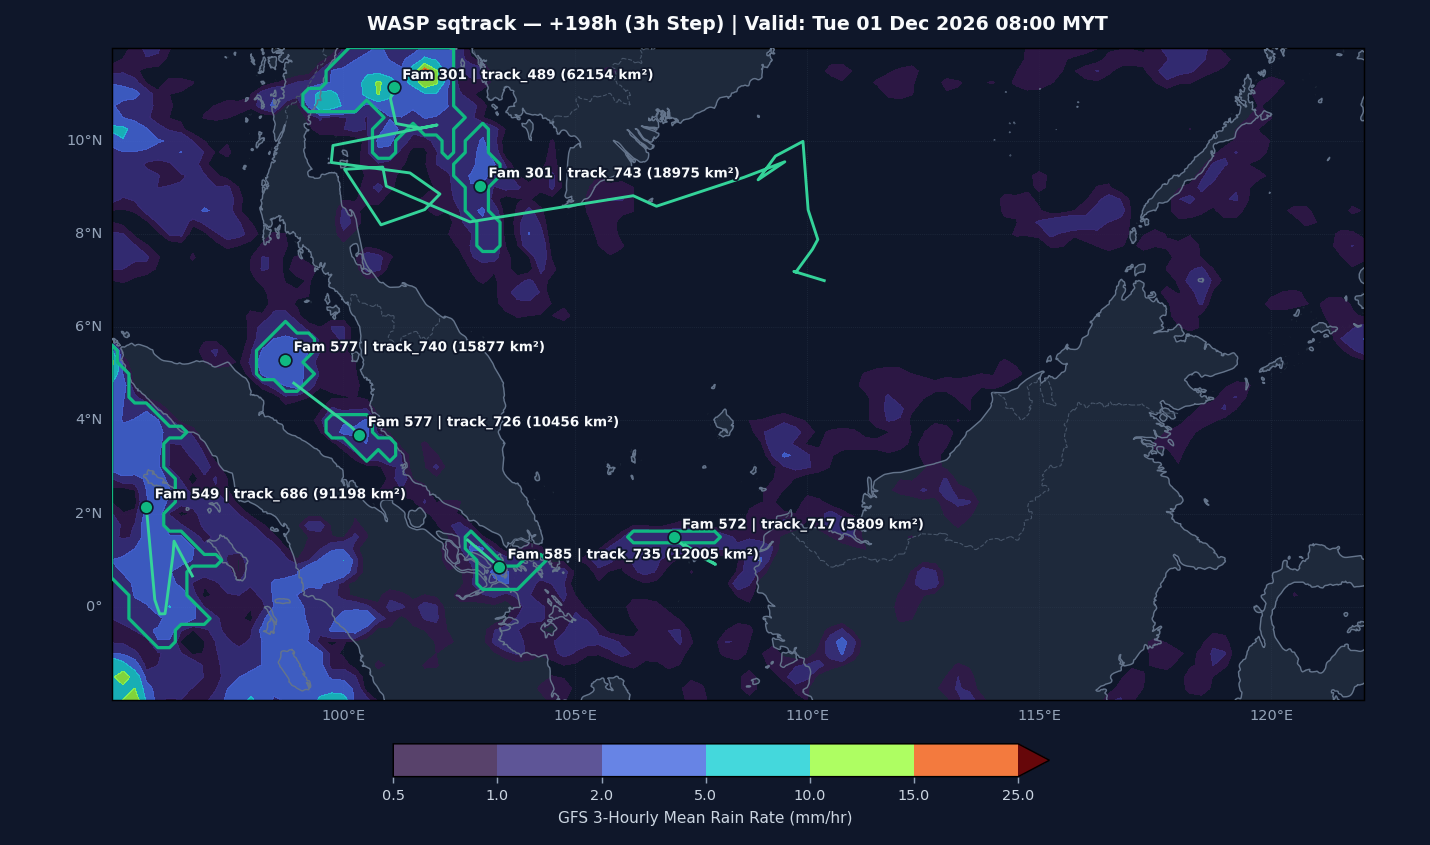 WASP sqtrack — +198h (3h Step) | Valid: Tue 01 Dec 2026 08:00 MYT
Fam 301 | track_489 (62154 km²)
10°N
Fam 301 | track_743 (18975 km²)
8°N
6°N
Fam 577 | track_740 (15877 km²)
4°N
Fam 577 | track_726 (10456 km²)
Fam 549 | track_686 (91198 km²)
2°N
Fam 572 | track_717 (5809 km²)
Fam 585 | track_735 (12005 km²)
0°
100°E 105°E 110°E 115°E 120°E
0.5 1.0 2.0 5.0 10.0 15.0 25.0
GFS 3-Hourly Mean Rain Rate (mm/hr)